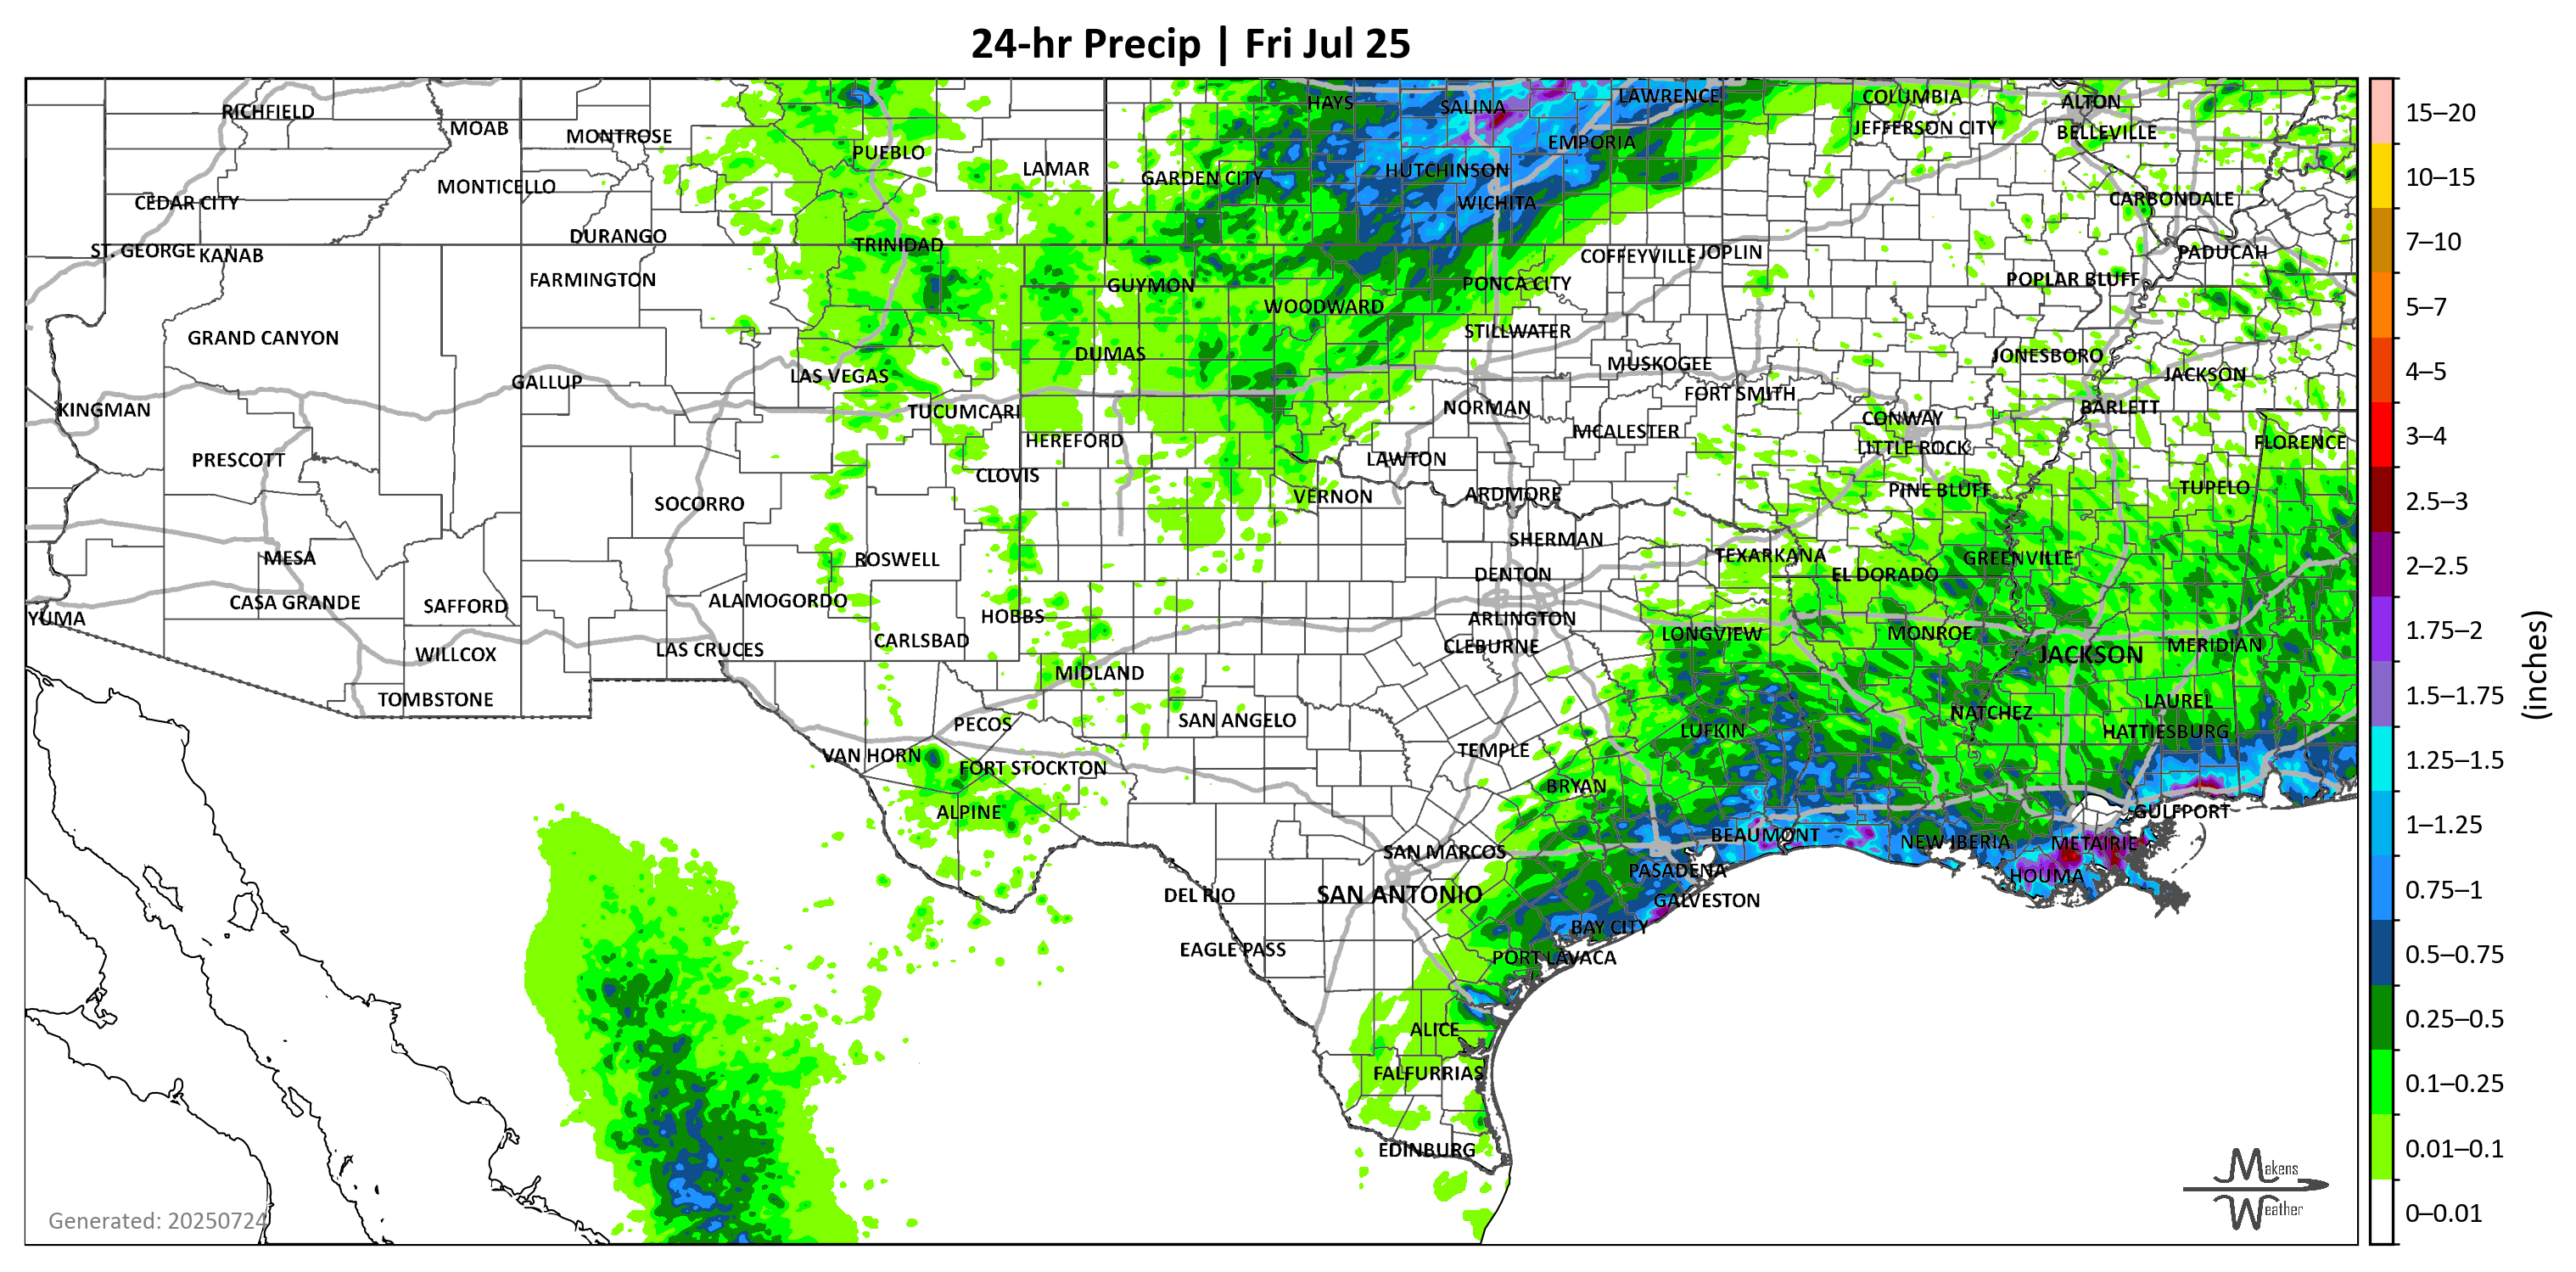 24-hr Precip | Fri Jul 25
HAYS
SALINA
LAWRENCE
COLUMBIA
ALTON
RICHFIELD
MOAB
MONTROSE
PUEBLO
EMPORIA
JEFFERSON CITY
BELLEVILLE
LAMAR
GARDEN CITY
HUTCHINSON
MONTICELLO
CEDAR CITY
WICHITA
CARBONDALE
DURANGO
TRINIDAD
ST. GEORGE
KANAB
COFFEYVILLE
JOPLIN
PADUCAH
FARMINGTON
GUYMON
PONCA CITY
POPLAR BLUFF
WOODWARD
GRAND CANYON
STILLWATER
DUMAS
MUSKOGEE
JONESBORO
GALLUP
LAS VEGAS
FORT SMITH
JACKSON
KINGMAN
TUCUMCARI
NORMAN
CONWAY
BARLETT
HEREFORD
MCALESTER
LITTLE ROCK
FLORENCE
PRESCOTT
CLOVIS
LAWTON
SOCORRO
VERNON
ARDMORE
PINE BLUFF
TUPELO
MESA
ROSWELL
SHERMAN
TEXARKANA
GREENVILLE
DENTON
EL DORADO
CASA GRANDE
SAFFORD
ALAMOGORDO
HOBBS
ARLINGTON
YUMA
CARLSBAD
CLEBURNE
LONGVIEW
MONROE
JACKSON
MERIDIAN
WILLCOX
LAS CRUCES
MIDLAND
TOMBSTONE
PECOS
SAN ANGELO
LUFKIN
NATCHEZ
LAUREL
HATTIESBURG
VAN HORN
FORT STOCKTON
TEMPLE
BRYAN
ALPINE
GULFPORT
SAN MARCOS
BEAUMONT
NEW IBERIA
METAIRIE
DEL RIO
SAN ANTONIO
PASADENA
GALVESTON
HOUMA
EAGLE PASS
BAY CITY
PORT LAVACA
ALICE
FALFURRIAS
EDINBURG
Generated: 20250724
Makens
Weather
15–20
10–15
7–10
5–7
4–5
3–4
2.5–3
2–2.5
1.75–2
1.5–1.75
1.25–1.5
1–1.25
0.75–1
0.5–0.75
0.25–0.5
0.1–0.25
0.01–0.1
0–0.01
(inches)